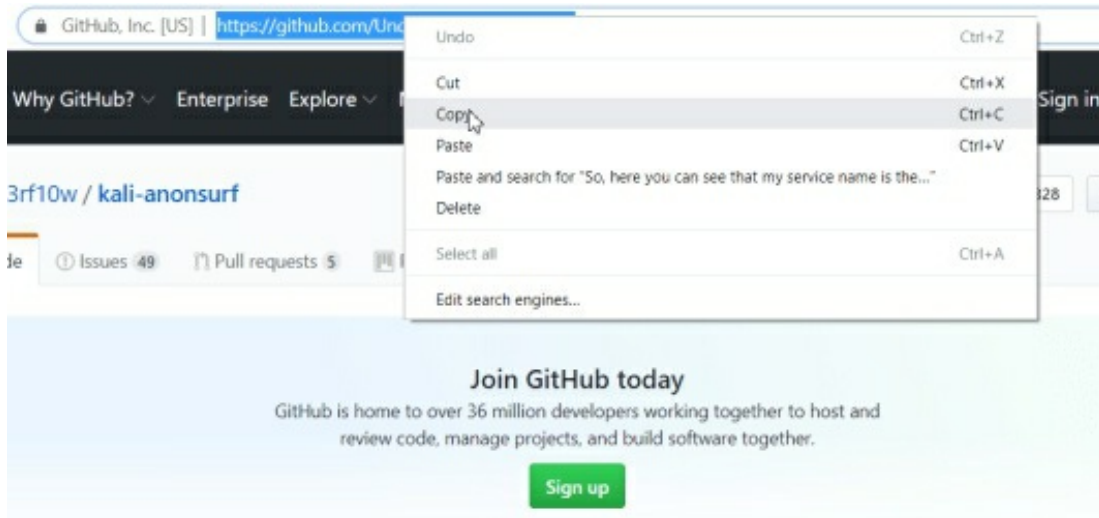 GitHub, Inc. [US] | https://github.com/Und
Undo Ctrl+Z
Cut Ctrl+X
Copy Ctrl+C
Paste Ctrl+V
Paste and search for "So, here you can see that my service name is the..."
Delete
Select all Ctrl+A
Edit search engines...
Why GitHub? Enterprise Explore Sign in
3rf10w / kali-anonsurf
328
de Issues 49 Pull requests 5
Join GitHub today
GitHub is home to over 36 million developers working together to host and
review code, manage projects, and build software together.
Sign up